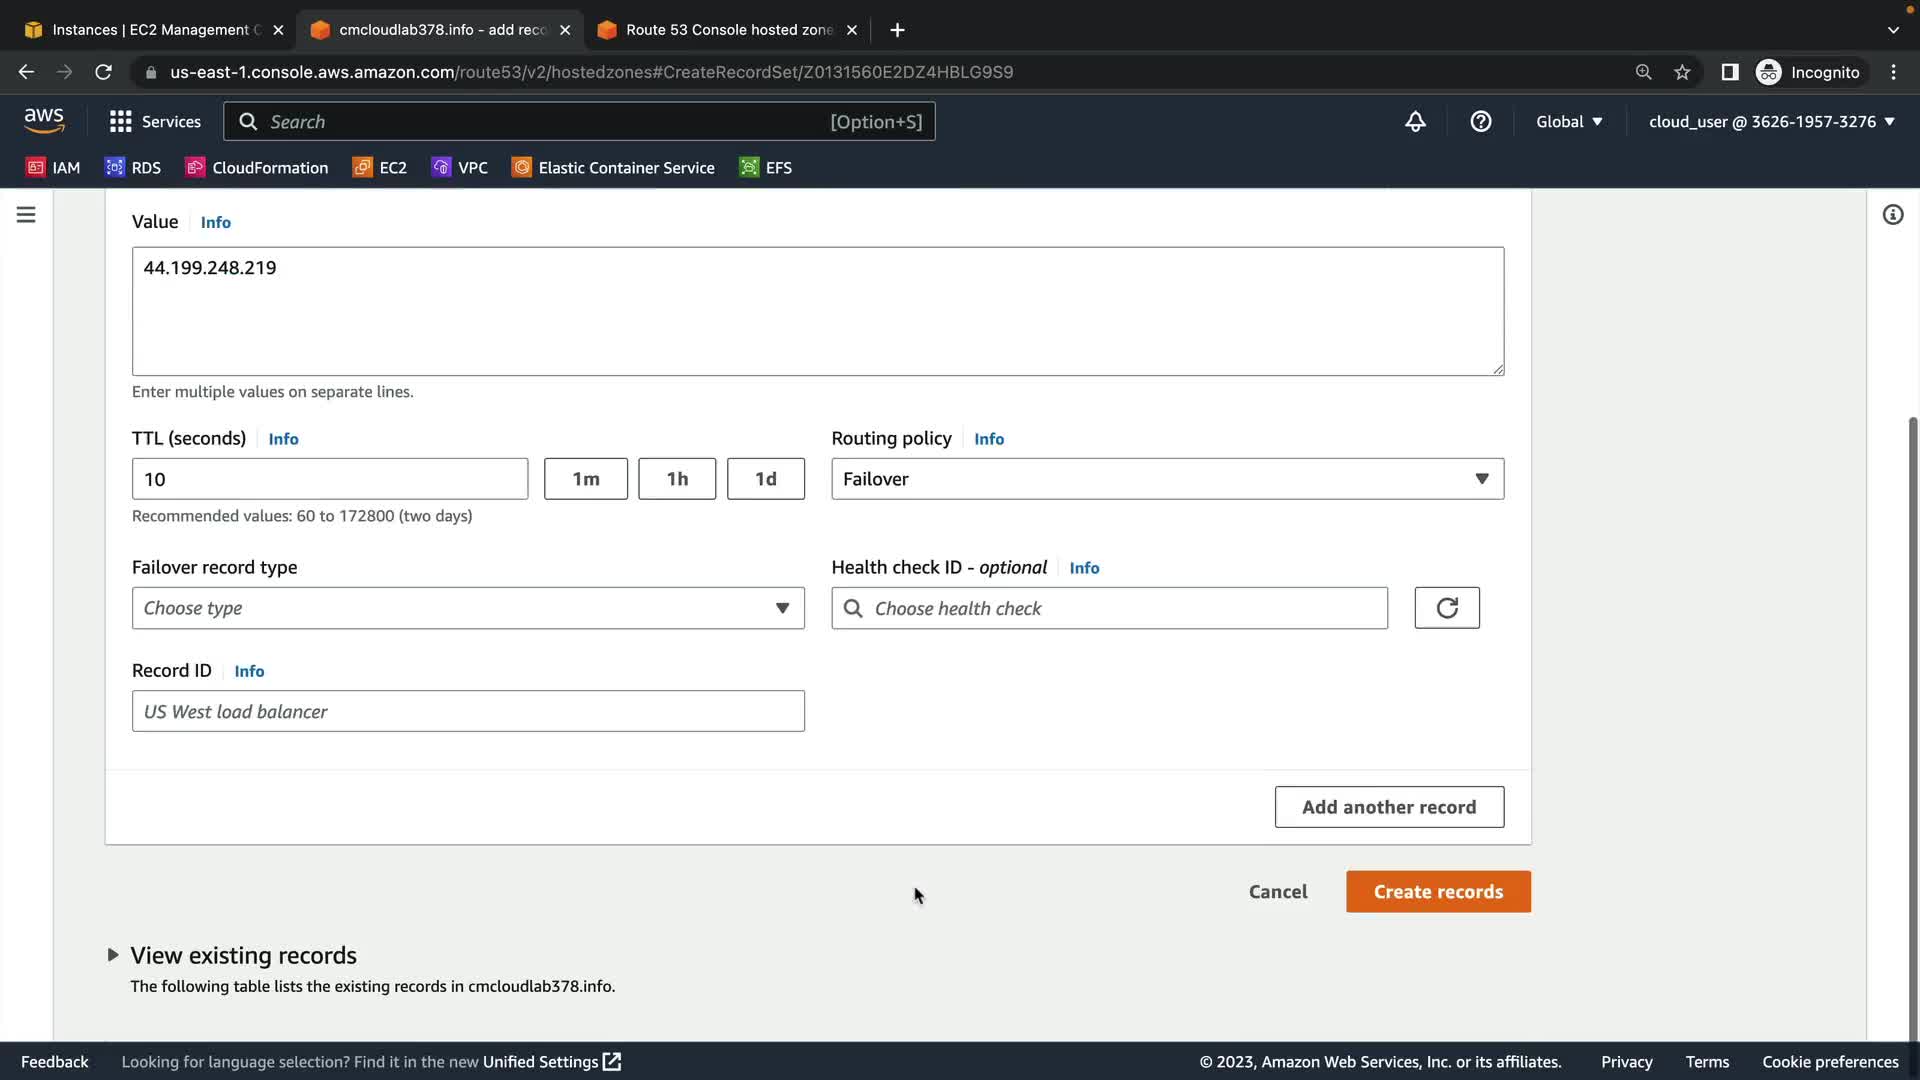 Instances | EC2 Management C
cmcloudlab378.info - add reco
Route 53 Console hosted zone
us-east-1.console.aws.amazon.com/route53/v2/hostedzones#CreateRecordSet/Z0131560E2DZ4HBLG9S9
Incognito
aws
Services
Search
[Option+S]
Global
cloud_user @ 3626-1957-3276
IAM
RDS
CloudFormation
EC2
VPC
Elastic Container Service
EFS
Value
Info
44.199.248.219
Enter multiple values on separate lines.
TTL (seconds)
Info
Routing policy
Info
10
1m
1h
1d
Failover
Recommended values: 60 to 172800 (two days)
Failover record type
Health check ID - optional
Info
Choose type
Choose health check
Record ID
Info
US West load balancer
Add another record
Cancel
Create records
View existing records
The following table lists the existing records in cmcloudlab378.info.
Feedback
Looking for language selection? Find it in the new Unified Settings
© 2023, Amazon Web Services, Inc. or its affiliates.
Privacy
Terms
Cookie preferences